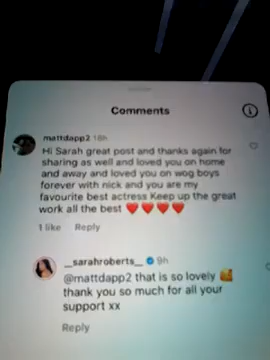 Comments
mattdapp2 18h
Hi Sarah great post and thanks again for
sharing as well and loved you on home
and away and loved you on wog boys
forever with nick and you are my
favourite best actress Keep up the great
work all the best ❤️❤️❤️❤️
1 like Reply
__sarahroberts__ 9h
@mattdapp2 that is so lovely 🥰
thank you so much for all your
support xx
Reply